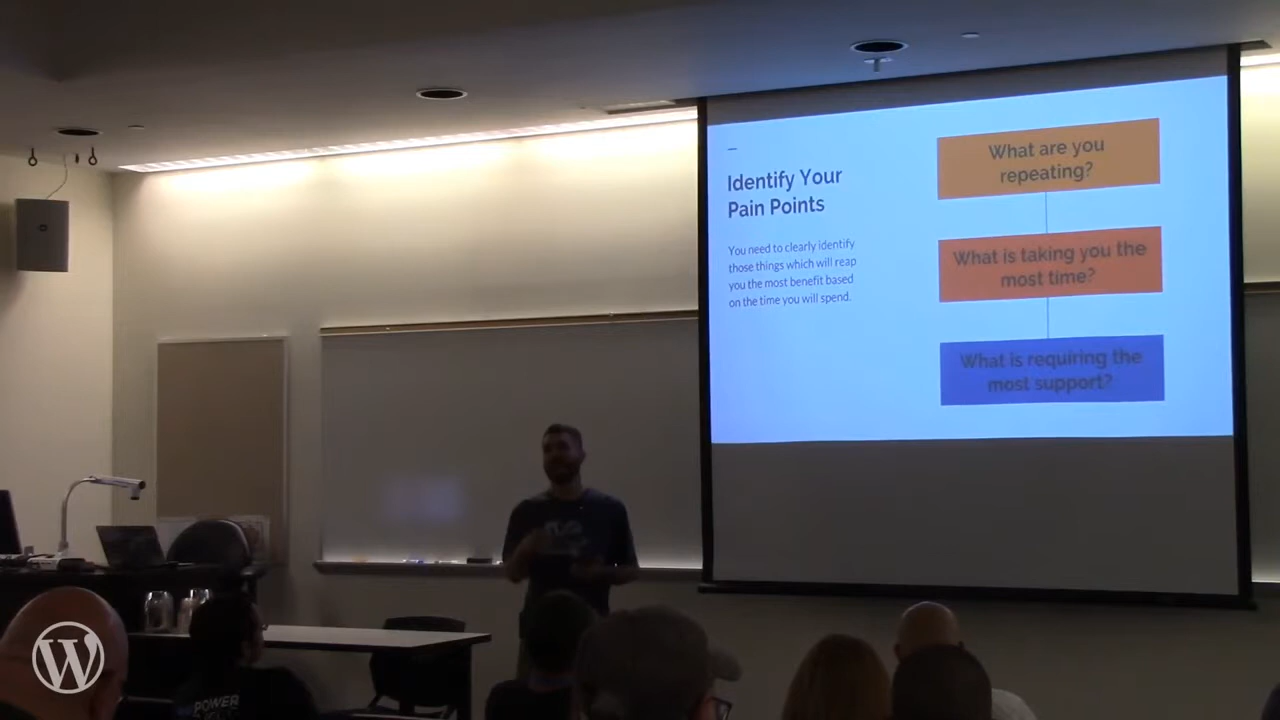 Identify Your
Pain Points
You need to clearly identify
those things which will reap
you the most benefit based
on the time you will spend.
What are you
repeating?
What is taking you the
most time?
What is requiring the
most support?
POWER